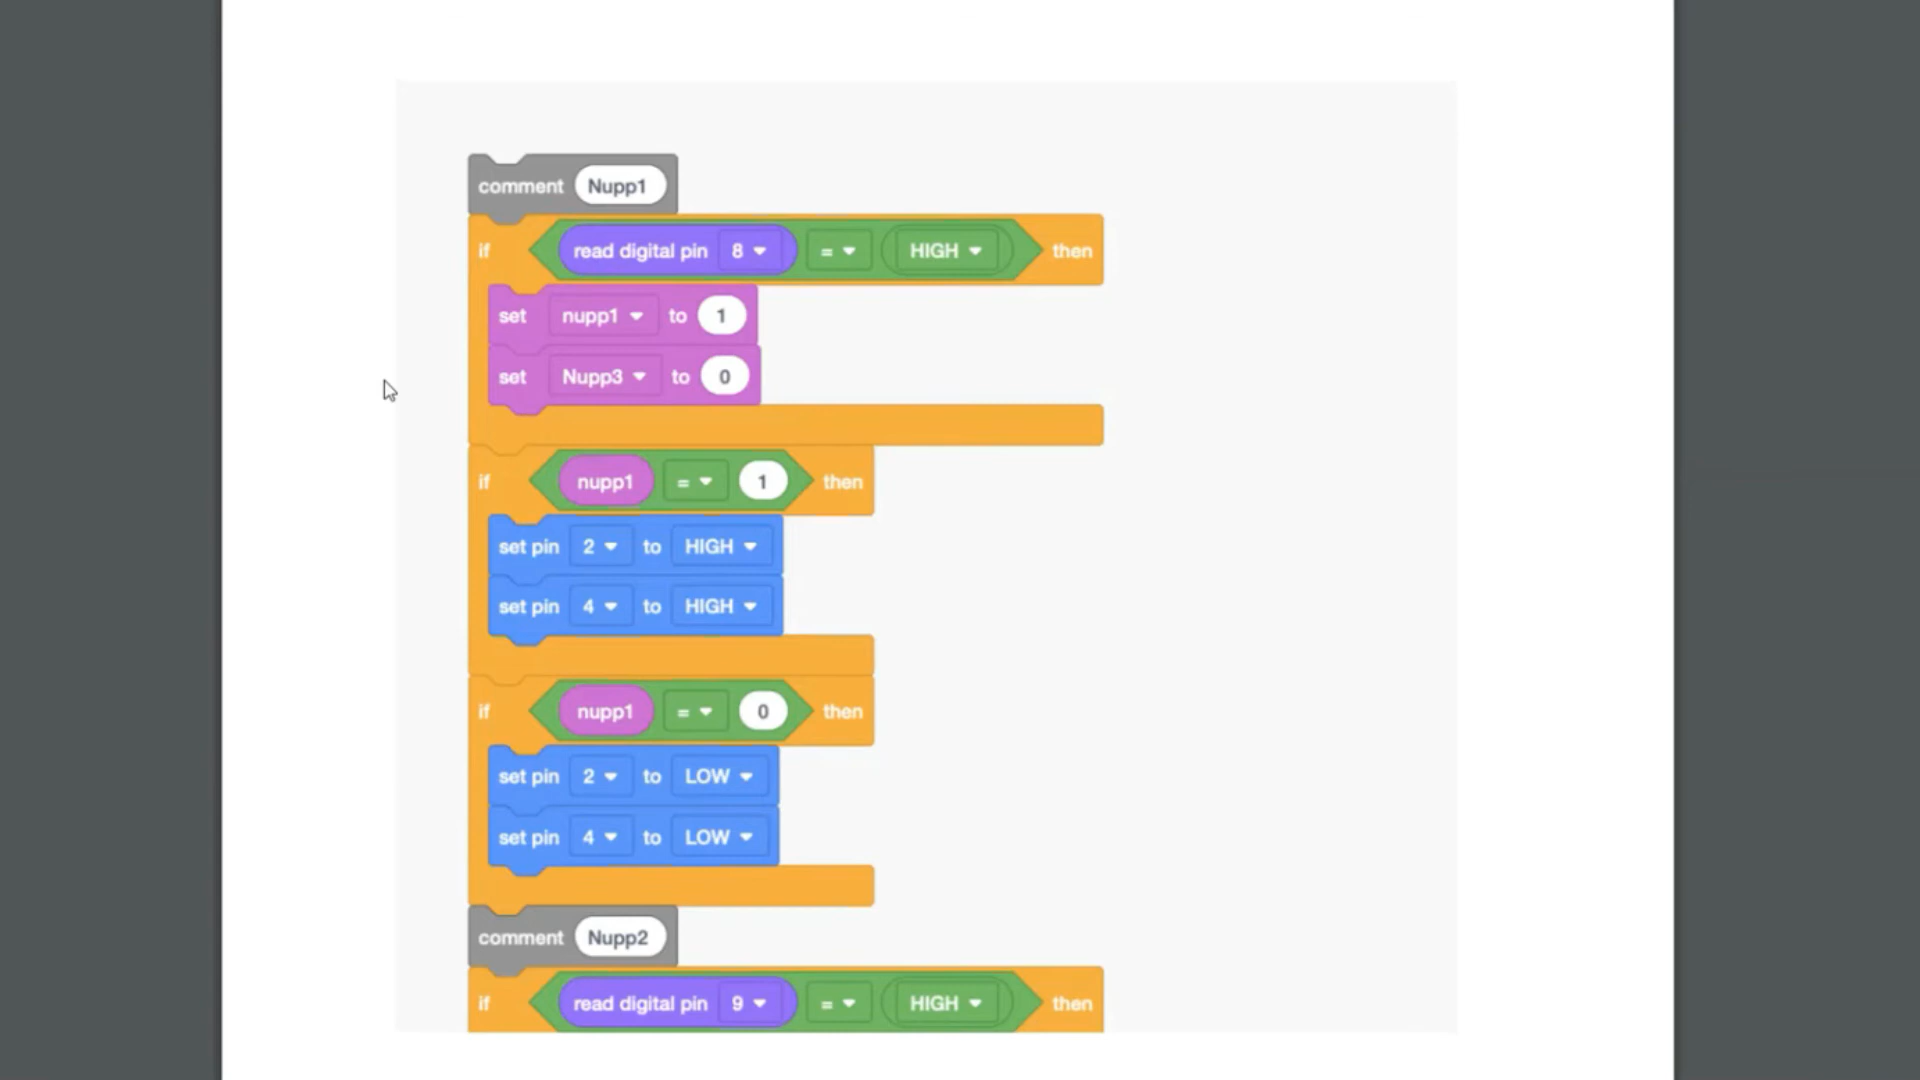 comment Nupp1
if read digital pin 8 = HIGH then
set nupp1 to 1
set Nupp3 to 0
if nupp1 = 1 then
set pin 2 to HIGH
set pin 4 to HIGH
if nupp1 = 0 then
set pin 2 to LOW
set pin 4 to LOW
comment Nupp2
if read digital pin 9 = HIGH then